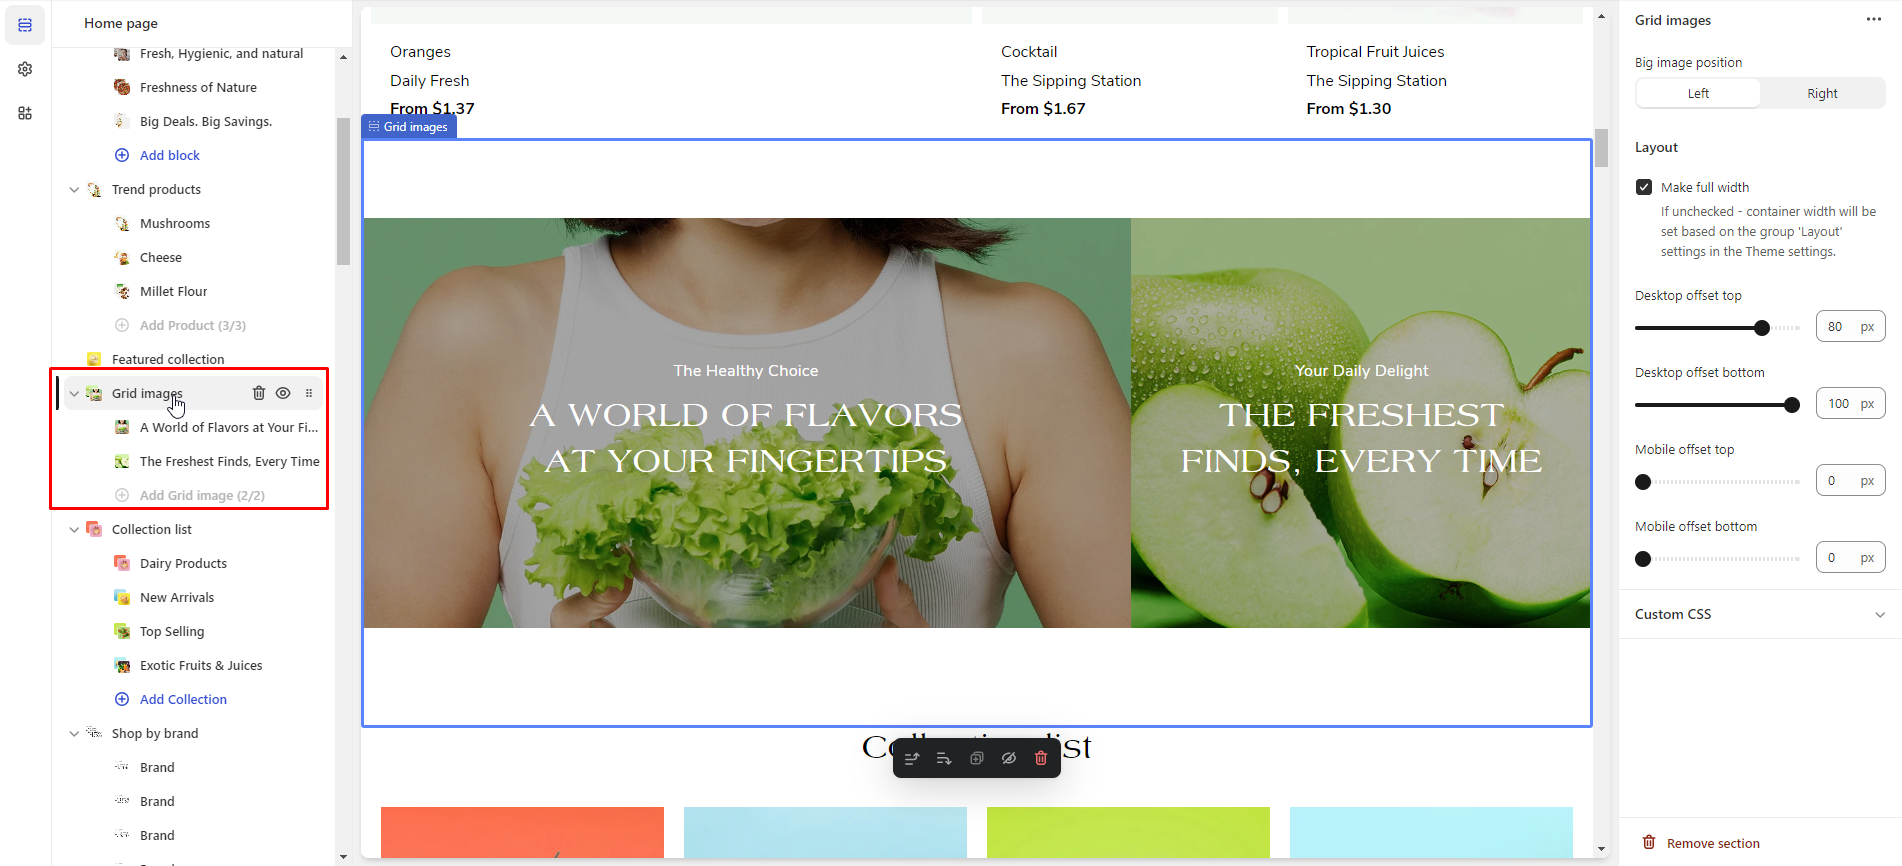 Home page
Fresh, Hygienic, and natural
Freshness of Nature
Big Deals. Big Savings.
Add block
Trend products
Mushrooms
Cheese
Millet Flour
Add Product (3/3)
Featured collection
Grid images
A World of Flavors at Your Fi...
The Freshest Finds, Every Time
Add Grid image (2/2)
Collection list
Dairy Products
New Arrivals
Top Selling
Exotic Fruits & Juices
Add Collection
Shop by brand
Brand
Brand
Brand
Oranges
Daily Fresh
From $1.37
Cocktail
The Sipping Station
From $1.67
Tropical Fruit Juices
The Sipping Station
From $1.30
Grid images
The Healthy Choice
A WORLD OF FLAVORS
AT YOUR FINGERTIPS
Your Daily Delight
THE FRESHEST
FINDS, EVERY TIME
Grid images
Big image position
Left
Right
Layout
Make full width
If unchecked - container width will be
set based on the group 'Layout'
settings in the Theme settings.
Desktop offset top
80 px
Desktop offset bottom
100 px
Mobile offset top
0 px
Mobile offset bottom
0 px
Custom CSS
Remove section